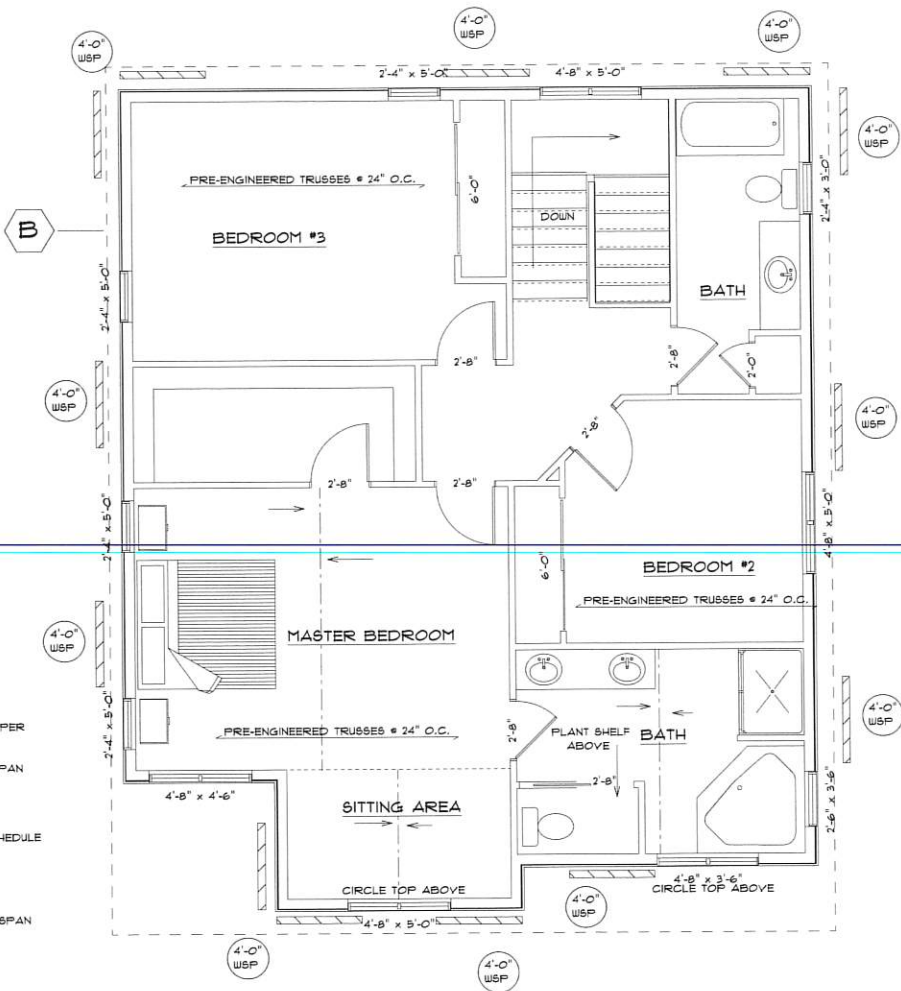 4'-0"
WSP
4'-0"
WSP
4'-0"
WSP
2'-4" x 5'-0"
4'-8" x 5'-0"
4'-0"
WSP
PRE-ENGINEERED TRUSSES @ 24" O.C.
6'-0"
2'-4" x 3'-0"
DOWN
B
BEDROOM #3
BATH
2'-4" x 5'-0"
2'-8"
2'-8"
2'-0"
4'-0"
WSP
4'-0"
WSP
2'-8"
2'-8"
2'-8"
2'-4" x 5'-0"
4'-8" x 5'-0"
6'-0"
BEDROOM #2
PRE-ENGINEERED TRUSSES @ 24" O.C.
4'-0"
WSP
MASTER BEDROOM
4'-0"
WSP
PER
2'-4" x 5'-0"
PRE-ENGINEERED TRUSSES @ 24" O.C.
2'-8"
PLANT SHELF
ABOVE
BATH
PAN
2'-8"
4'-8" x 4'-6"
2'-6" x 3'-6"
SITTING AREA
HEDULE
CIRCLE TOP ABOVE
4'-8" x 3'-6"
CIRCLE TOP ABOVE
4'-0"
WSP
SPAN
4'-8" x 5'-0"
4'-0"
WSP
4'-0"
WSP